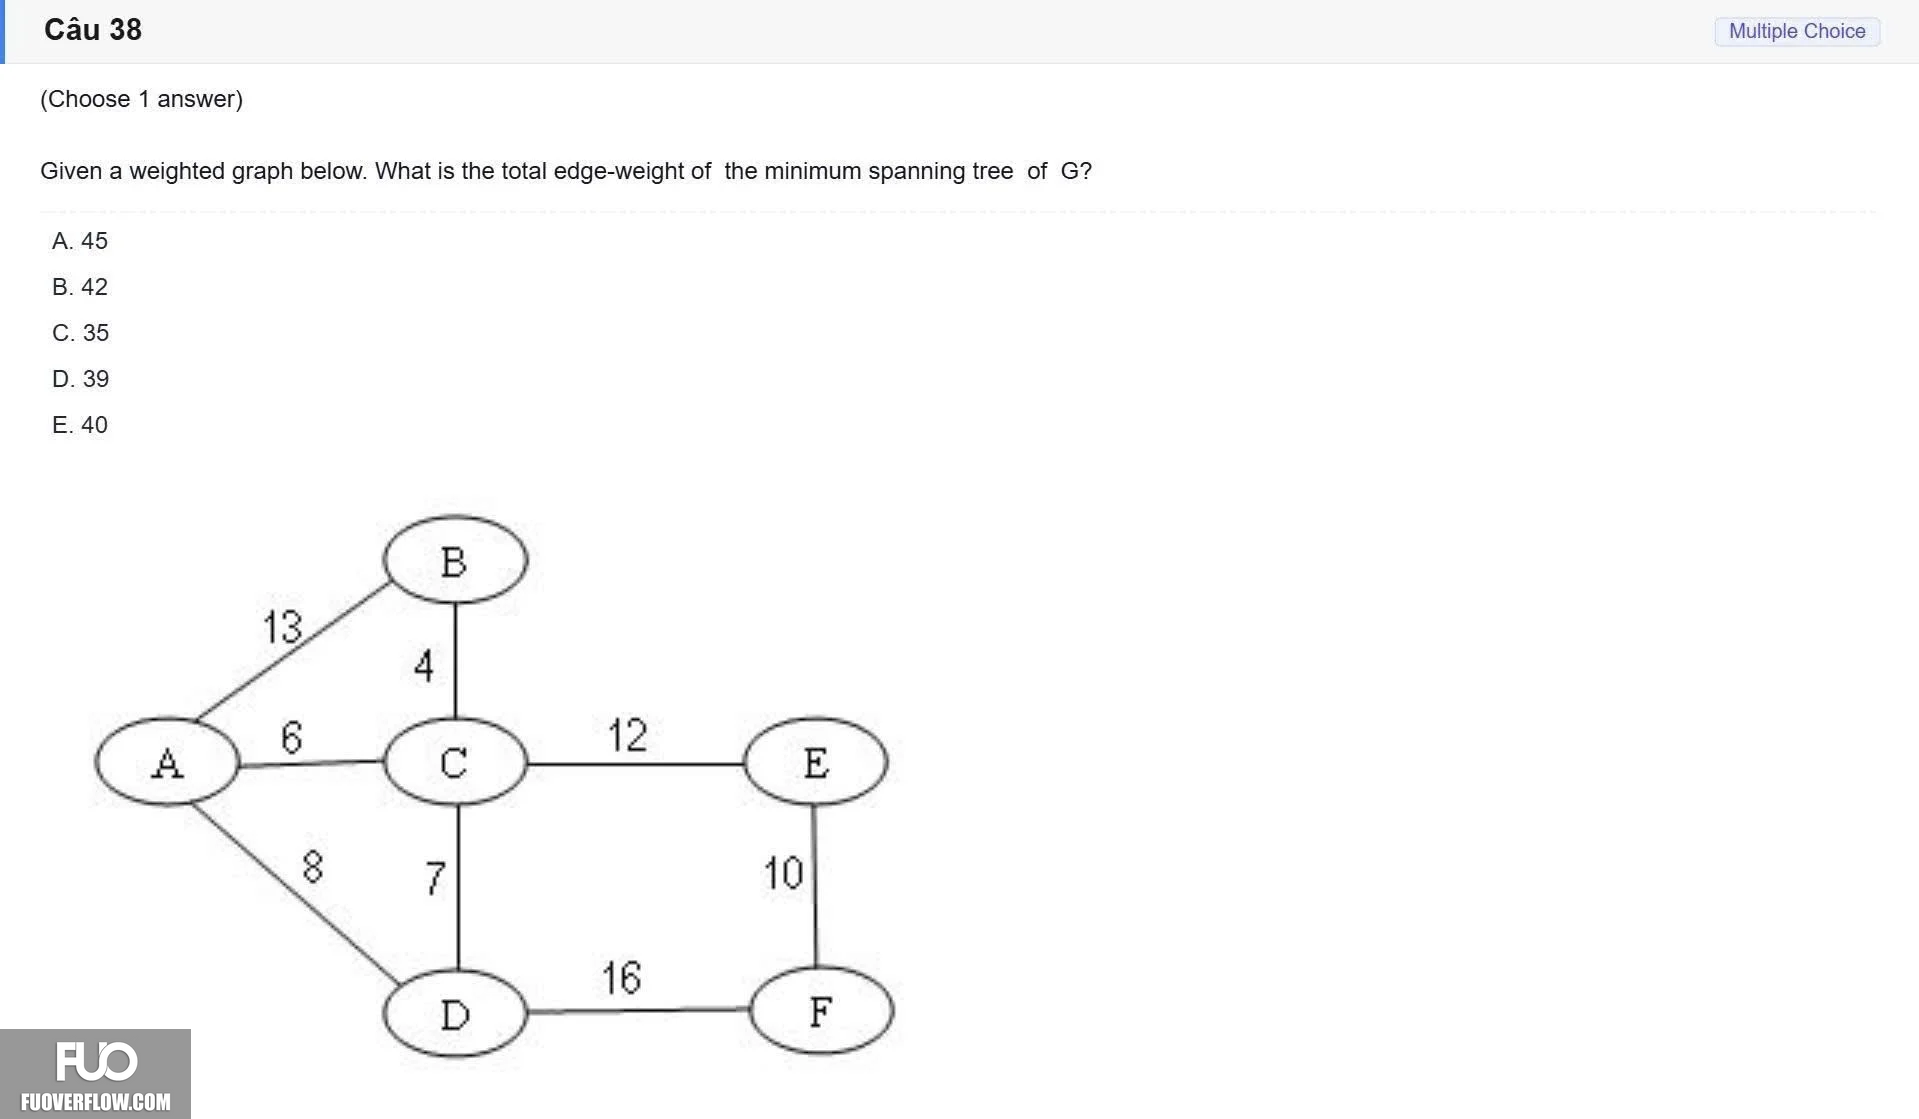 Câu 38
Multiple Choice
(Choose 1 answer)
Given a weighted graph below. What is the total edge-weight of  the minimum spanning tree  of  G?
A. 45
B. 42
C. 35
D. 39
E. 40
B
13
4
6
12
A
C
E
8
7
10
16
D
F
FUO
FUOVERFLOW.COM